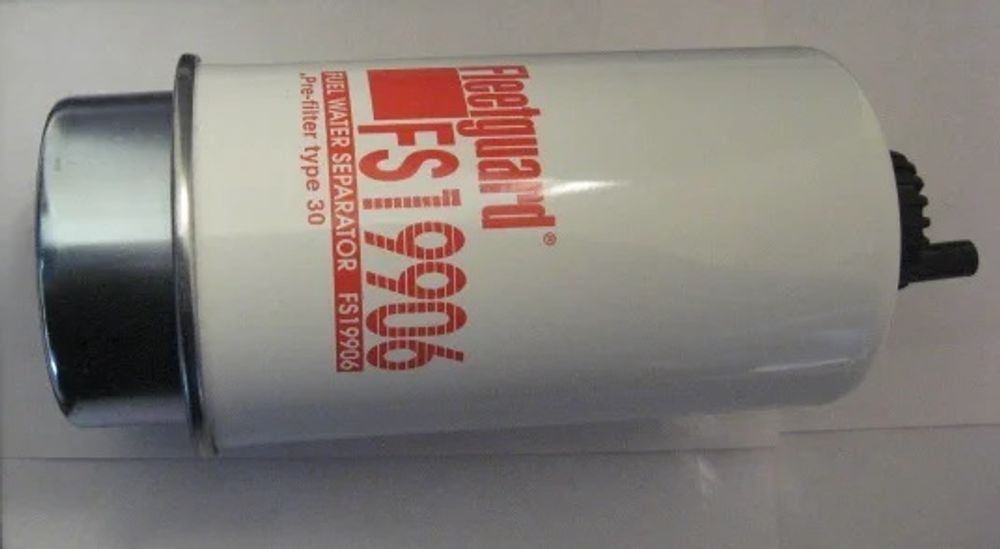 Fleetguard®
FS19906
FUEL WATER SEPARATOR FS19906
„Pre-filter type 30